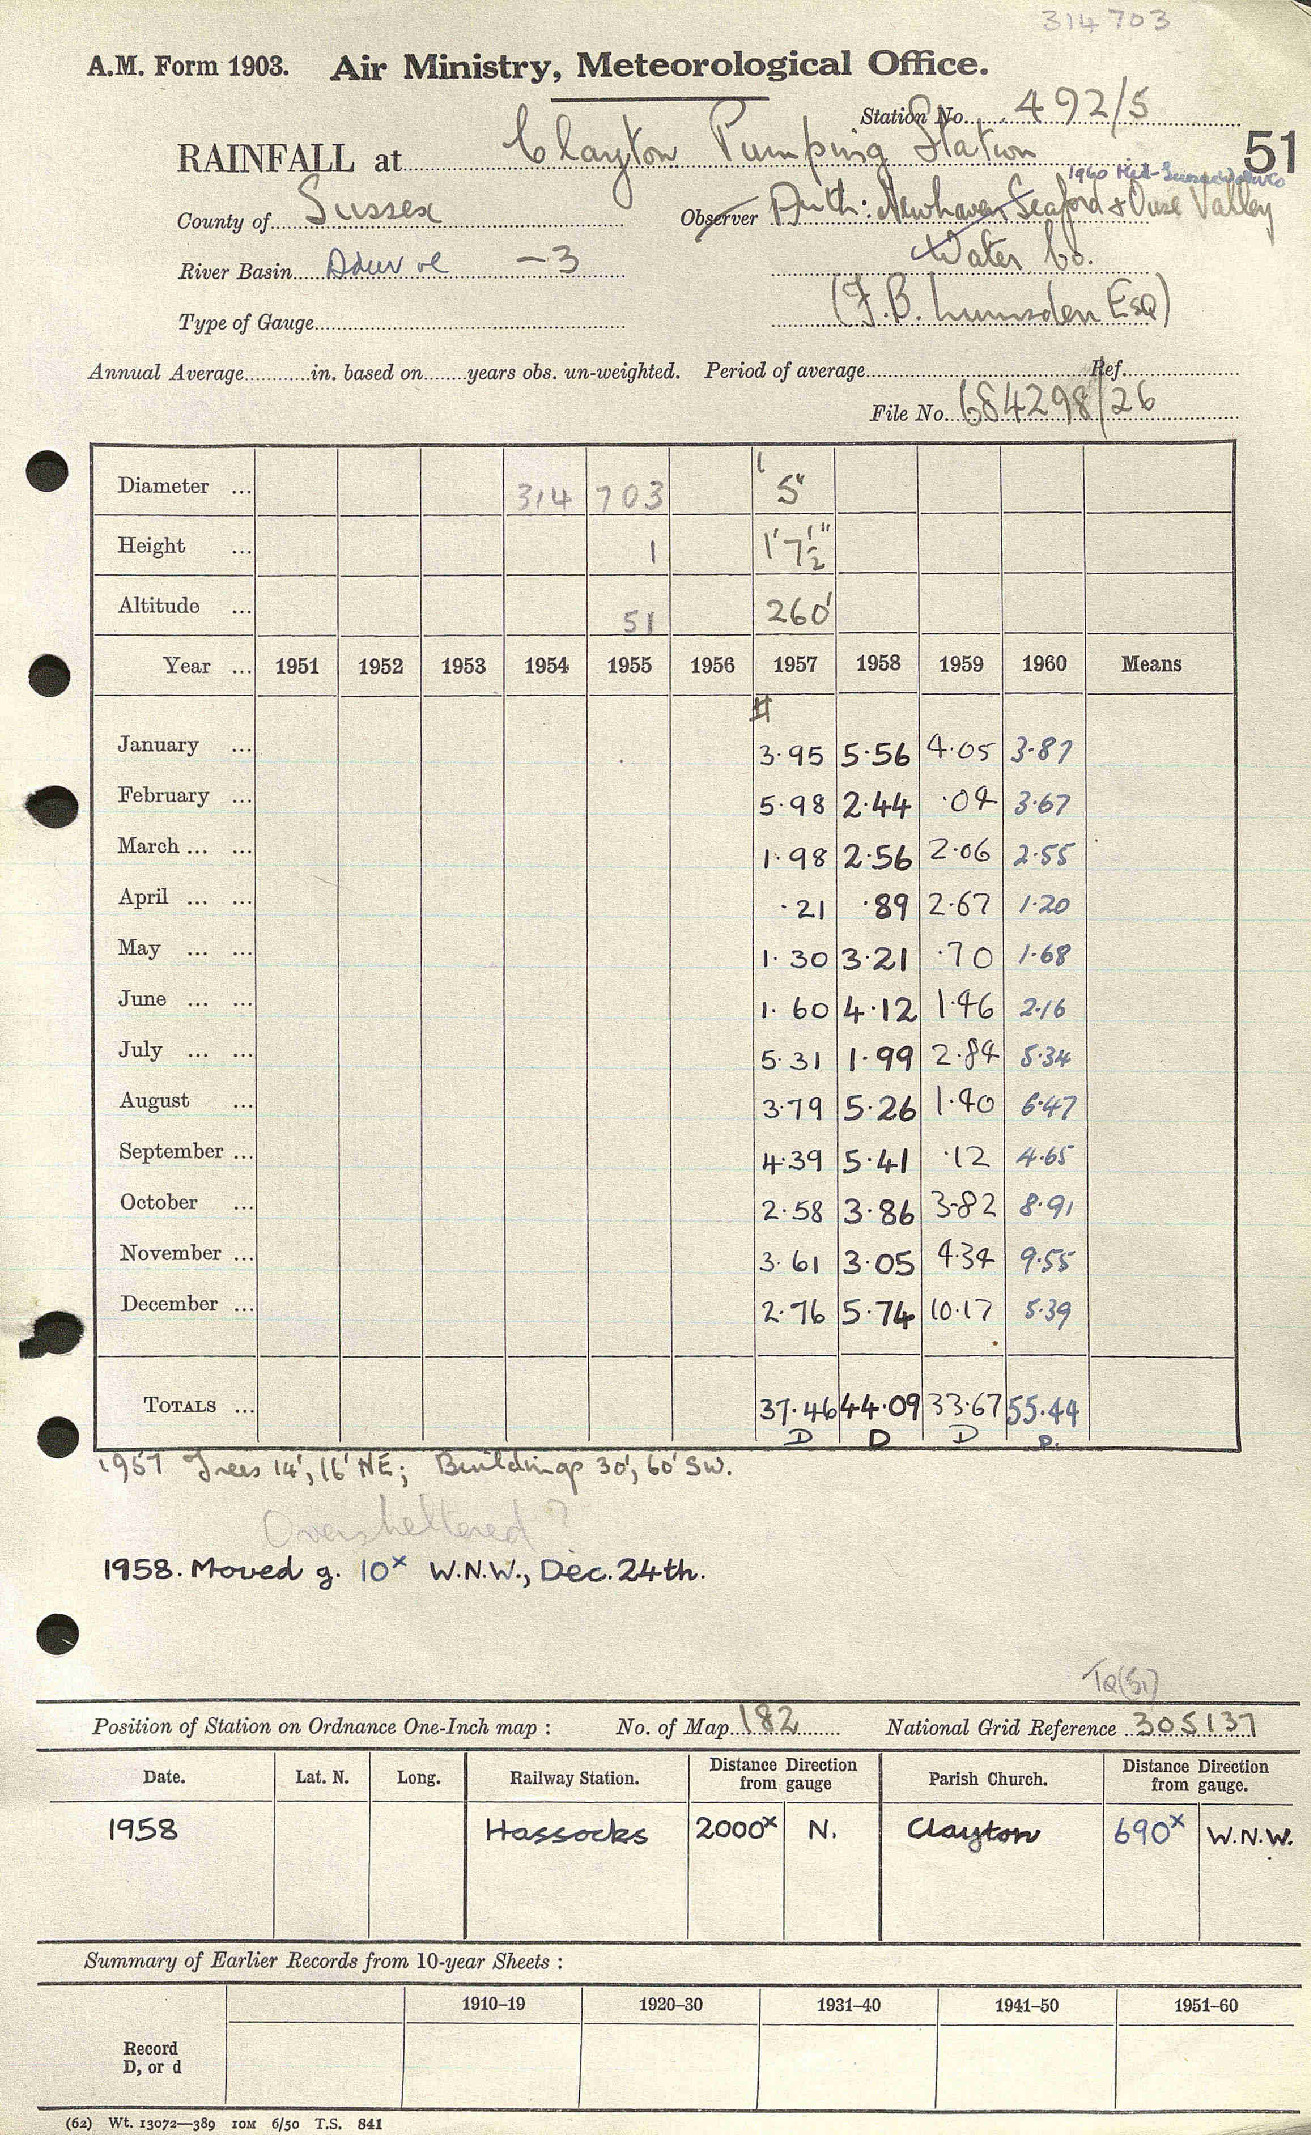 314703
A.M. Form 1903. Air Ministry, Meteorological Office.
Station No. 492/5
RAINFALL at Clayton Pumping Station
51
1960 Mid-Sussex Water Co
County of Sussex
Observer Auth: Newhaven Seaford & Ouse Valley
River Basin -3
Water Co.
Type of Gauge
(F.B. Lumsden Esq)
Annual Average in. based on years obs. un-weighted. Period of average Ref.
File No. 684298/26
Diameter ... 314 703 5"
Height ... 1 1'7½"
Altitude ... 51 260'
Year ... 1951 1952 1953 1954 1955 1956 1957 1958 1959 1960 Means
January ... 3.95 5.56 4.05 3.87
February ... 5.98 2.44 .04 3.67
March ... ... 1.98 2.56 2.06 2.55
April ... ... .21 .89 2.67 1.20
May ... ... 1.30 3.21 .70 1.68
June ... ... 1.60 4.12 1.46 2.16
July ... ... 5.31 1.99 2.84 5.34
August ... 3.79 5.26 1.40 6.47
September ... 4.39 5.41 .12 4.65
October ... 2.58 3.86 3.82 8.91
November ... 3.61 3.05 4.34 9.55
December ... 2.76 5.74 10.17 5.39
TOTALS ... 37.46 44.09 33.67 55.44
D D D D.
1957 Trees 14', 16' NE; Buildings 30', 60' SW.
Oversheltered?
1958. Moved g. 10x W.N.W., Dec. 24th.
TQ(51)
Position of Station on Ordnance One-Inch map : No. of Map 182 National Grid Reference 305137
Date. Lat. N. Long. Railway Station. Distance Direction from gauge Parish Church. Distance Direction from gauge.
1958 Hassocks 2000x N. Clayton 690x W.N.W.
Summary of Earlier Records from 10-year Sheets :
1910–19 1920–30 1931–40 1941–50 1951–60
Record
D, or d
(62) Wt. 13072—389 10M 6/50 T.S. 841